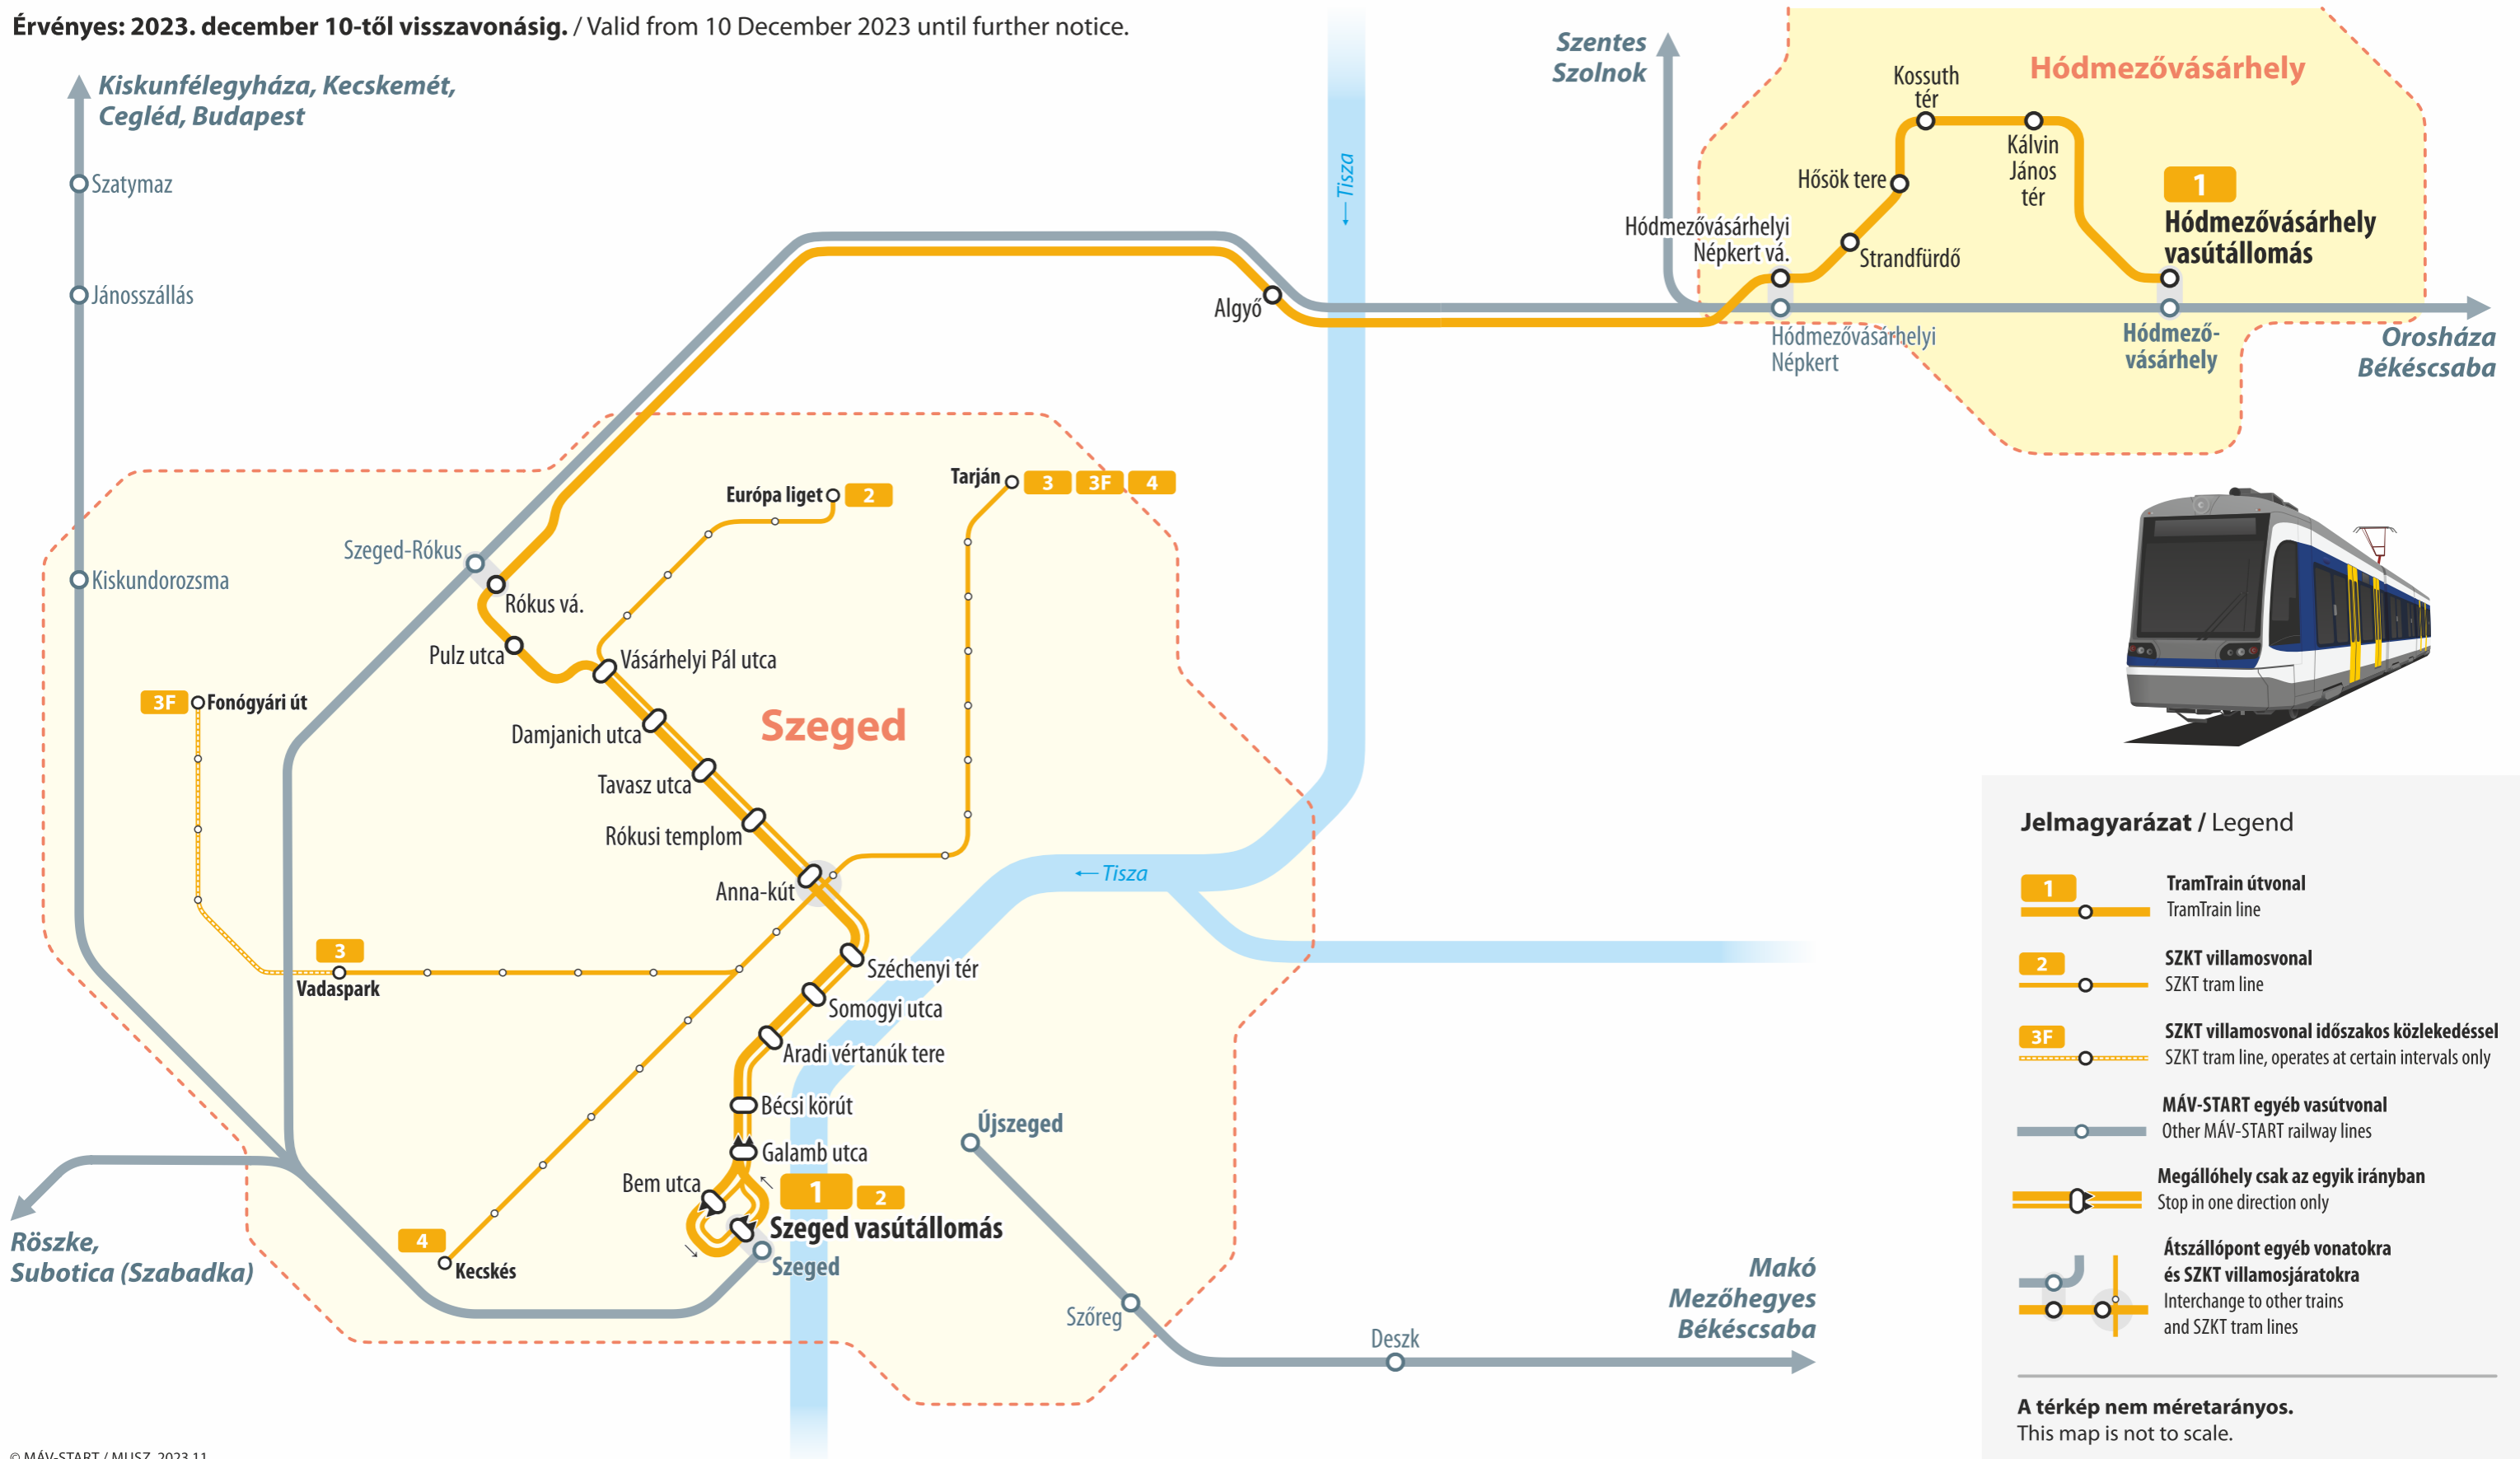 Érvényes: 2023. december 10-től visszavonásig. / Valid from 10 December 2023 until further notice.
Kiskunfélegyháza, Kecskemét,
Cegléd, Budapest
Szatymaz
Jánosszállás
Kiskundorozsma
Szentes
Szolnok
Hódmezővásárhely
Kossuth
tér
Kálvin
János
tér
Hősök tere
Strandfürdő
Hódmezővásárhelyi
Népkert vá.
1
Hódmezővásárhely
vasútállomás
Hódmezővásárhelyi
Népkert
Hódmező-
vásárhely
Orosháza
Békéscsaba
←Tisza
Algyő
Szeged-Rókus
Rókus vá.
Pulz utca
Európa liget
2
Tarján
3
3F
4
Vásárhelyi Pál utca
Damjanich utca
Tavasz utca
Rókusi templom
Anna-kút
Szeged
3F
Fonógyári út
3
Vadaspark
←Tisza
Széchenyi tér
Somogyi utca
Aradi vértanúk tere
Bécsi körút
Galamb utca
Bem utca
1
2
Szeged vasútállomás
Szeged
4
Kecskés
Röszke,
Subotica (Szabadka)
Újszeged
Szőreg
Deszk
Makó
Mezőhegyes
Békéscsaba
Jelmagyarázat / Legend
1
TramTrain útvonal
TramTrain line
2
SZKT villamosvonal
SZKT tram line
3F
SZKT villamosvonal időszakos közlekedéssel
SZKT tram line, operates at certain intervals only
MÁV-START egyéb vasútvonal
Other MÁV-START railway lines
Megállóhely csak az egyik irányban
Stop in one direction only
Átszállópont egyéb vonatokra
és SZKT villamosjáratokra
Interchange to other trains
and SZKT tram lines
A térkép nem méretarányos.
This map is not to scale.
© MÁV-START / MUSZ, 2023.11.